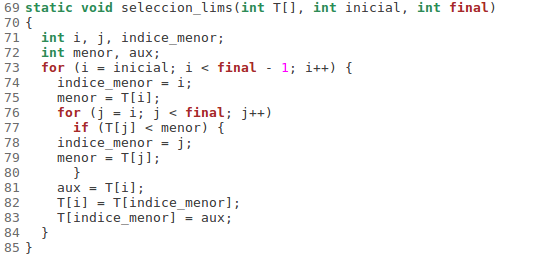 69 static void seleccion_lims(int T[], int inicial, int final)
70 {
71   int i, j, indice_menor;
72   int menor, aux;
73   for (i = inicial; i < final - 1; i++) {
74     indice_menor = i;
75     menor = T[i];
76     for (j = i; j < final; j++)
77       if (T[j] < menor) {
78     indice_menor = j;
79     menor = T[j];
80       }
81     aux = T[i];
82     T[i] = T[indice_menor];
83     T[indice_menor] = aux;
84   }
85 }